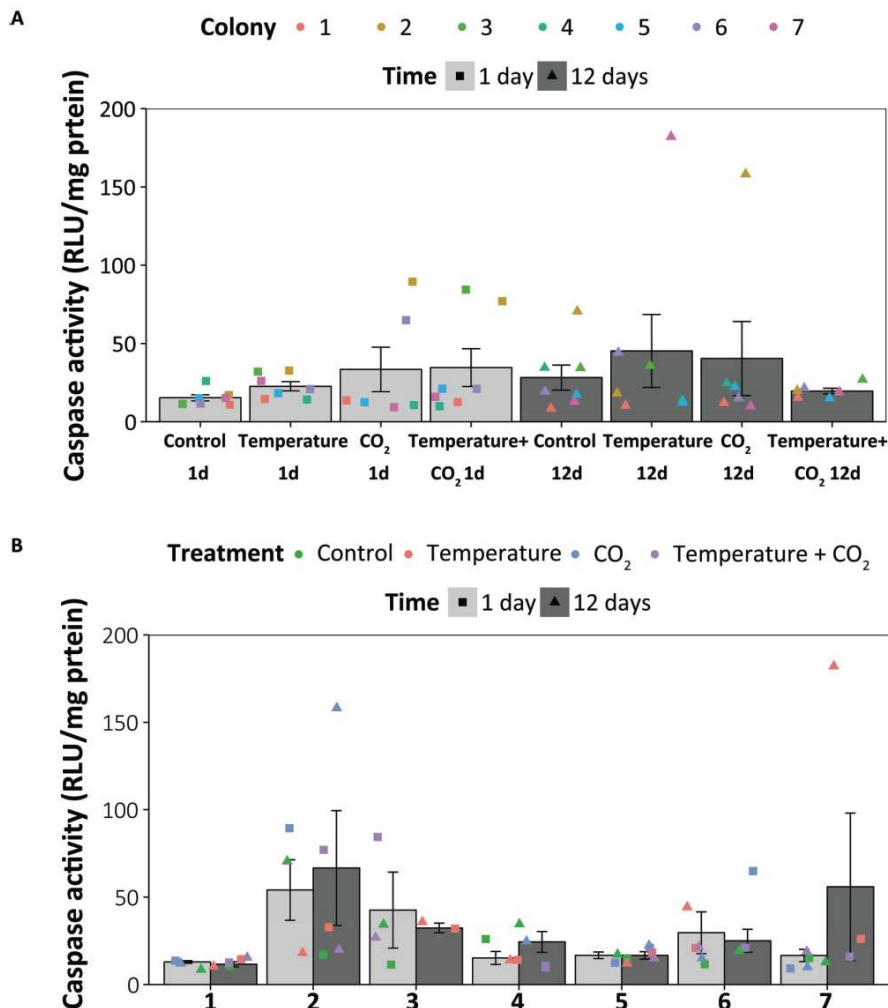 A
Colony 1 2 3 4 5 6 7
Time 1 day 12 days
Caspase activity (RLU/mg prtein)
200
150
100
50
0
Control Temperature CO₂ Temperature+ Control Temperature CO₂ Temperature+
1d 1d 1d CO₂ 1d 12d 12d 12d CO₂ 12d
B
Treatment Control Temperature CO₂ Temperature + CO₂
Time 1 day 12 days
Caspase activity (RLU/mg prtein)
200
150
100
50
0
1 2 3 4 5 6 7